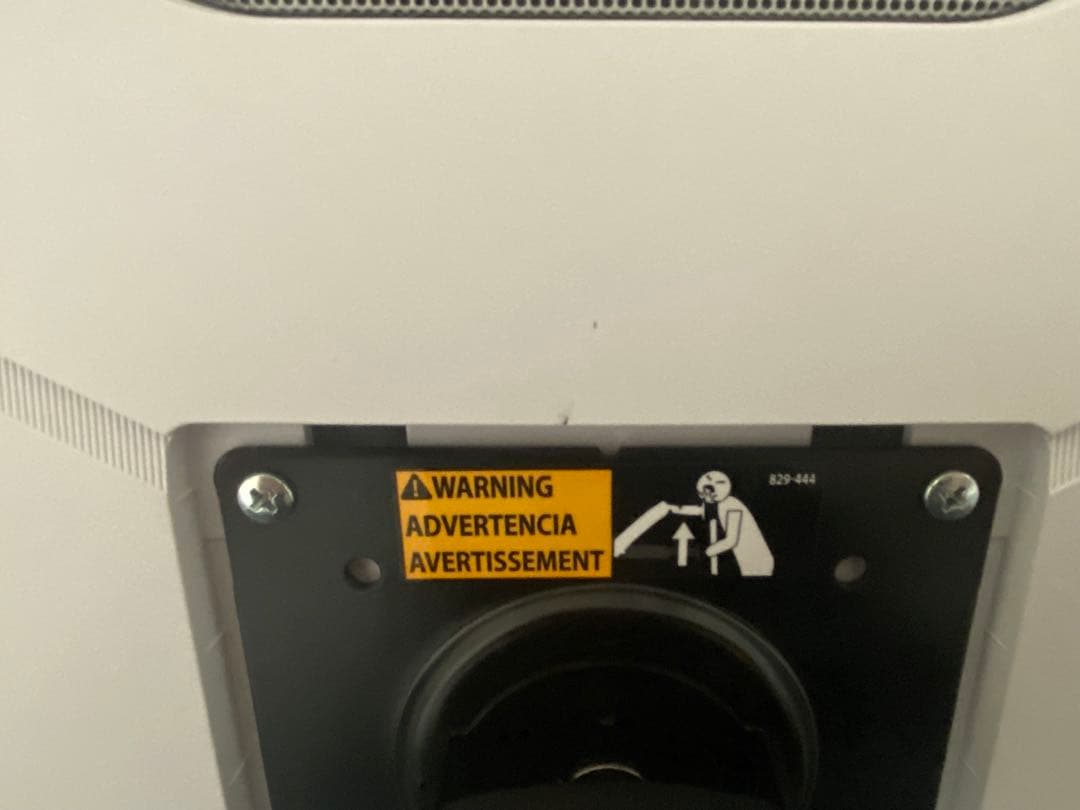 WARNING
ADVERTENCIA
AVERTISSEMENT
829-444